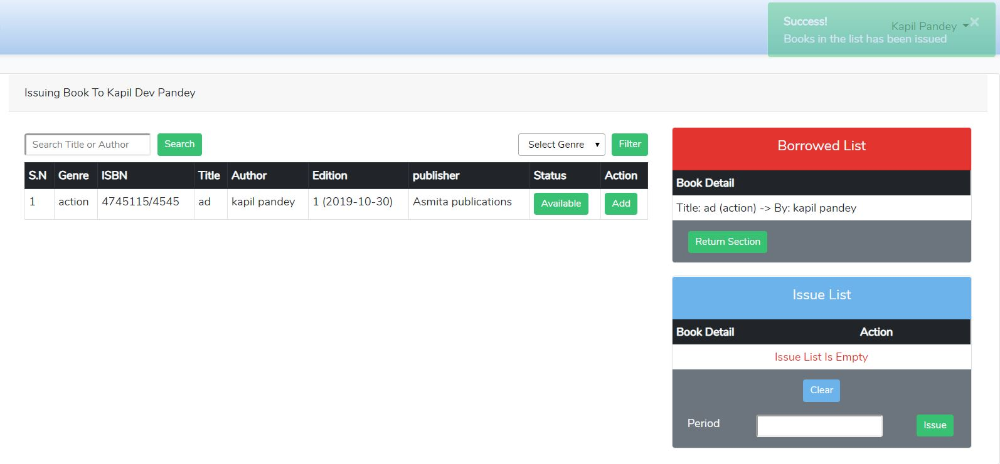 Success!
Kapil Pandey
Books in the list has been issued
Issuing Book To Kapil Dev Pandey
Search Title or Author Search Select Genre Filter
S.N Genre ISBN Title Author Edition publisher Status Action
1 action 4745115/4545 ad kapil pandey 1 (2019-10-30) Asmita publications Available Add
Borrowed List
Book Detail
Title: ad (action) -> By: kapil pandey
Return Section
Issue List
Book Detail Action
Issue List Is Empty
Clear
Period Issue